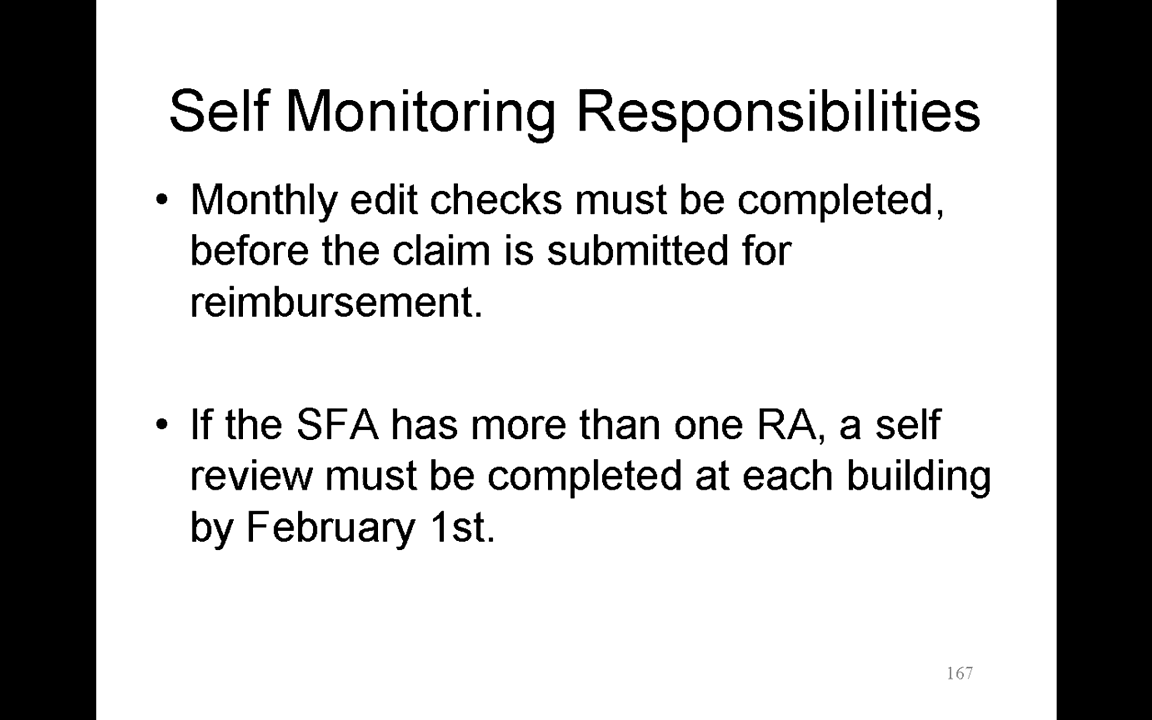 Self Monitoring Responsibilities
• Monthly edit checks must be completed,
before the claim is submitted for
reimbursement.
• If the SFA has more than one RA, a self
review must be completed at each building
by February 1st.
167